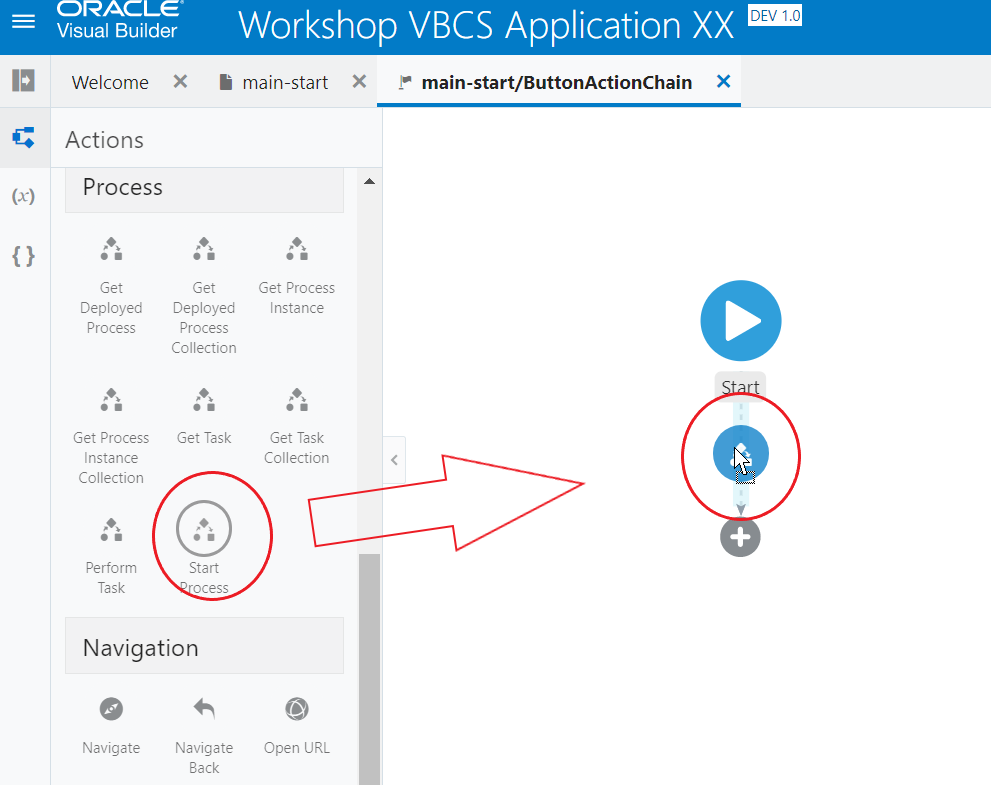 ORACLE
Visual Builder
Workshop VBCS Application XX
DEV 1.0
Welcome
main-start
main-start/ButtonActionChain
Actions
(x)
{ }
Process
Get
Deployed
Process
Get
Deployed
Process
Collection
Get Process
Instance
Get Process
Instance
Collection
Get Task
Get Task
Collection
Perform
Task
Start
Process
Navigation
Navigate
Navigate
Back
Open URL
Start